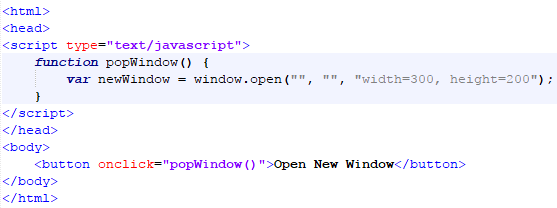 <html>
<head>
<script type="text/javascript">
    function popWindow() {
        var newWindow = window.open("", "", "width=300, height=200");
    }
</script>
</head>
<body>
    <button onclick="popWindow()">Open New Window</button>
</body>
</html>